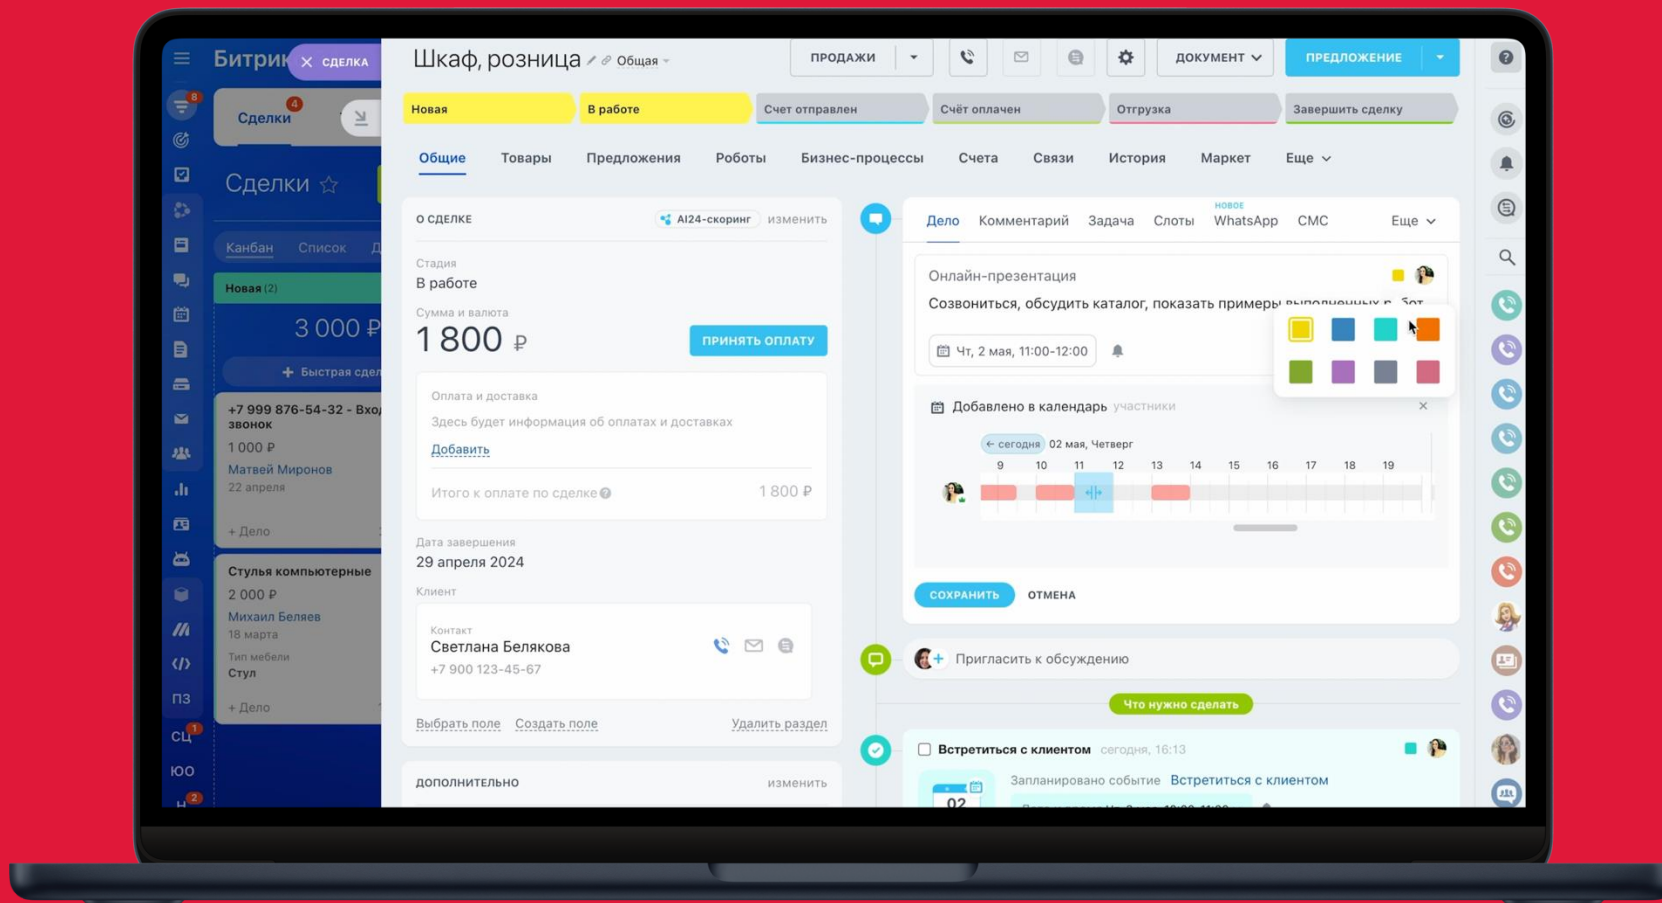 СДЕЛКА
8
Сделки
4
Сделки
Канбан Список
Новая (2)
3 000 ₽
+ Быстрая
+7 999 876-54-32 -
звонок
1 000 ₽
Матвей Миронов
22 апреля
+ Дело
Стулья компьютерные
2 000 ₽
Михаил Беляев
18 марта
Тип мебели
Стул
+ Дело
ПЗ
СЦ 1
ЮО
2
Шкаф, розница Общая
ПРОДАЖИ
ДОКУМЕНТ
ПРЕДЛОЖЕНИЕ
Новая
В работе
Счет отправлен
Счёт оплачен
Отгрузка
Завершить сделку
Общие Товары Предложения Роботы Бизнес-процессы Счета Связи История Маркет Еще
О СДЕЛКЕ AI24-скоринг изменить
Стадия
В работе
Сумма и валюта
1 800 ₽
ПРИНЯТЬ ОПЛАТУ
Оплата и доставка
Здесь будет информация об оплатах и доставках
Добавить
Итого к оплате по сделке ? 1 800 ₽
Дата завершения
29 апреля 2024
Клиент
Контакт
Светлана Белякова
+7 900 123-45-67
Выбрать поле Создать поле Удалить раздел
ДОПОЛНИТЕЛЬНО изменить
НОВОЕ
Дело Комментарий Задача Слоты WhatsApp СМС Еще
Онлайн-презентация
Созвониться, обсудить каталог, показать примеры
Чт, 2 мая, 11:00-12:00
Добавлено в календарь участники
← сегодня 02 мая, Четверг
9 10 11 12 13 14 15 16 17 18 19
СОХРАНИТЬ ОТМЕНА
Пригласить к обсуждению
Что нужно сделать
Встретиться с клиентом сегодня, 16:13
Запланировано событие Встретиться с клиентом
02
?